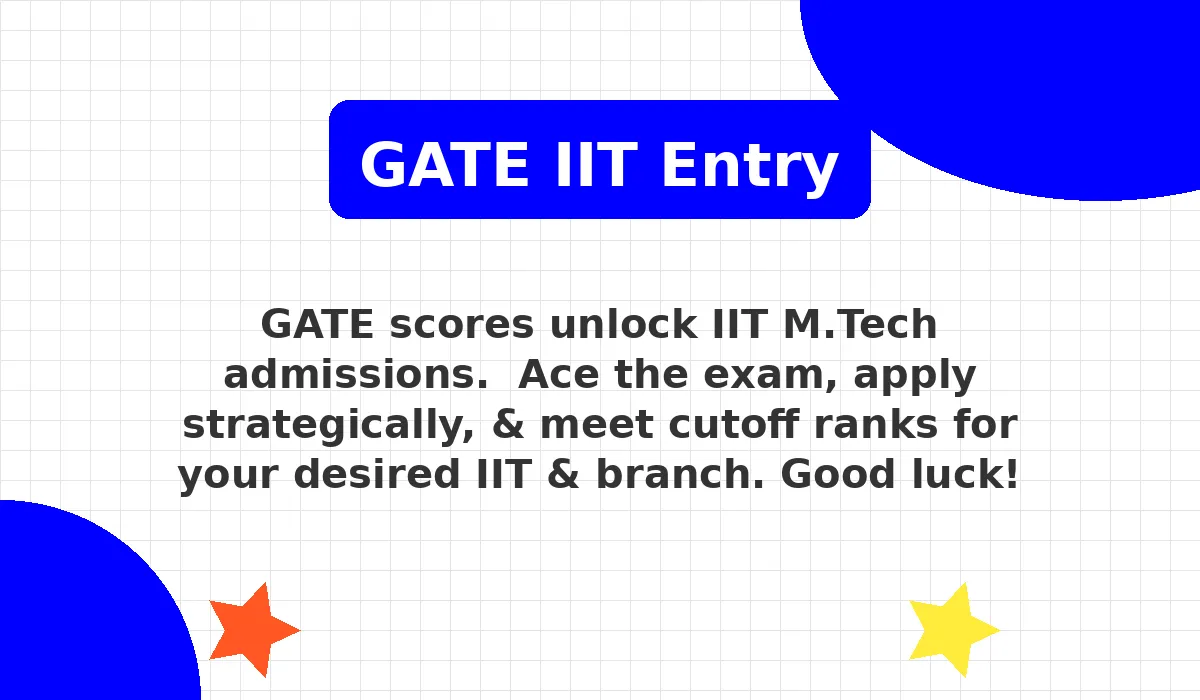 GATE IIT Entry
GATE scores unlock IIT M.Tech
admissions.  Ace the exam, apply
strategically, & meet cutoff ranks for
your desired IIT & branch. Good luck!